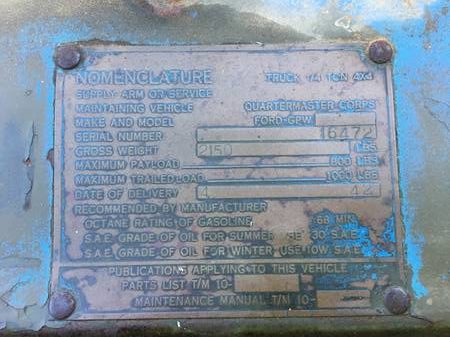 NOMENCLATURE TRUCK 1/4 TON 4X4
SUPPLY ARM OR SERVICE
MAINTAINING VEHICLE QUARTERMASTER CORPS
MAKE AND MODEL FORD-GPW
SERIAL NUMBER 16472
GROSS WEIGHT 2150 LBS
MAXIMUM PAYLOAD 800 LBS
MAXIMUM TRAILED LOAD 1000 LBS
DATE OF DELIVERY 4 42
RECOMMENDED BY MANUFACTURER
OCTANE RATING OF GASOLINE 68 MIN.
S.A.E. GRADE OF OIL FOR SUMMER USE 30 S.A.E.
S.A.E. GRADE OF OIL FOR WINTER USE 10W. S.A.E.
PUBLICATIONS APPLYING TO THIS VEHICLE
PARTS LIST T/M 10-
MAINTENANCE MANUAL T/M 10-